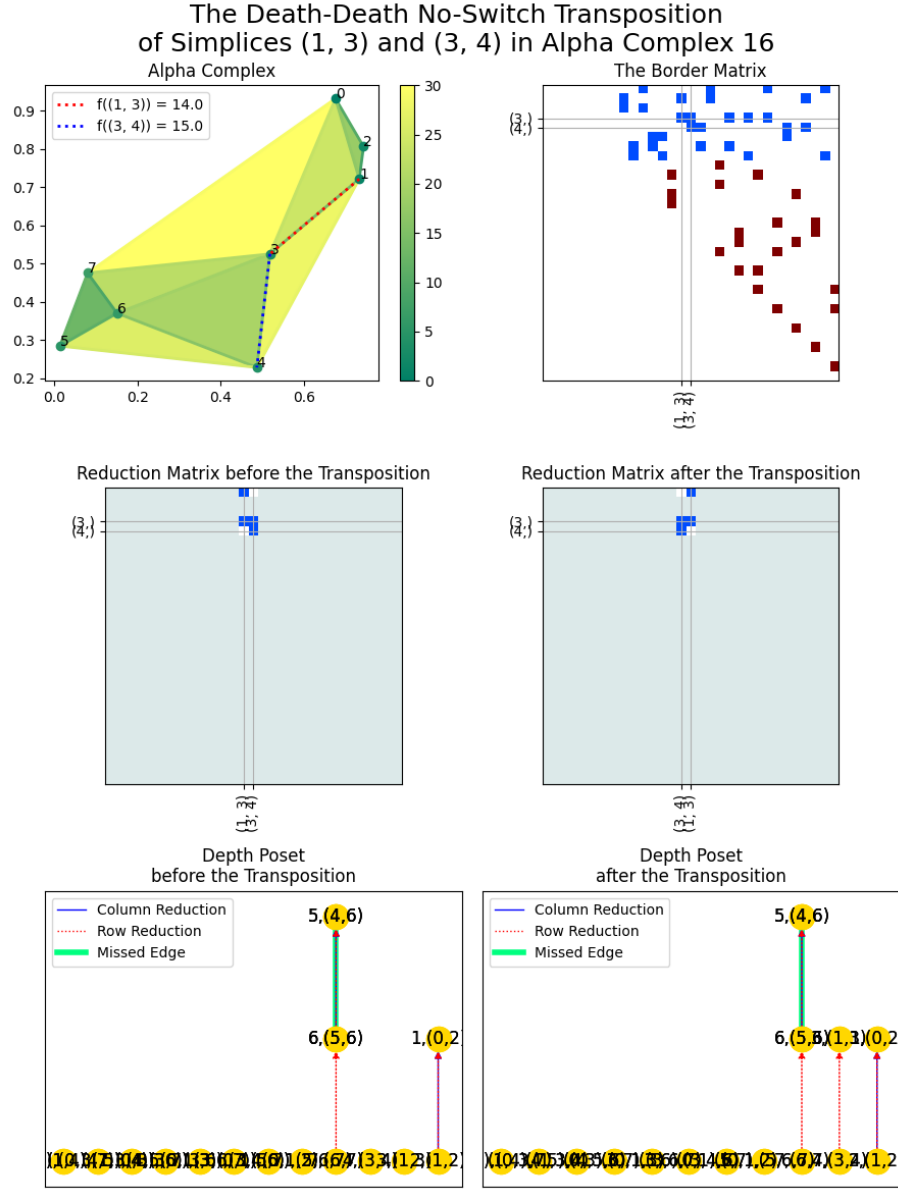 The Death-Death No-Switch Transposition
of Simplices (1, 3) and (3, 4) in Alpha Complex 16
Alpha Complex
f((1, 3)) = 14.0
f((3, 4)) = 15.0
0.9
0.8
0.7
0.6
0.5
0.4
0.3
0.2
0.0
0.2
0.4
0.6
0
2
1
3
7
6
5
4
30
25
20
15
10
5
0
The Border Matrix
(3,)
(4,)
(1, 3)
(3, 4)
Reduction Matrix before the Transposition
(3,)
(4,)
(1, 3)
(3, 4)
Reduction Matrix after the Transposition
(3,)
(4,)
(3, 4)
(1, 3)
Depth Poset
before the Transposition
Column Reduction
Row Reduction
Missed Edge
5,(4,6)
6,(5,6)
1,(0,2)
Depth Poset
after the Transposition
Column Reduction
Row Reduction
Missed Edge
5,(4,6)